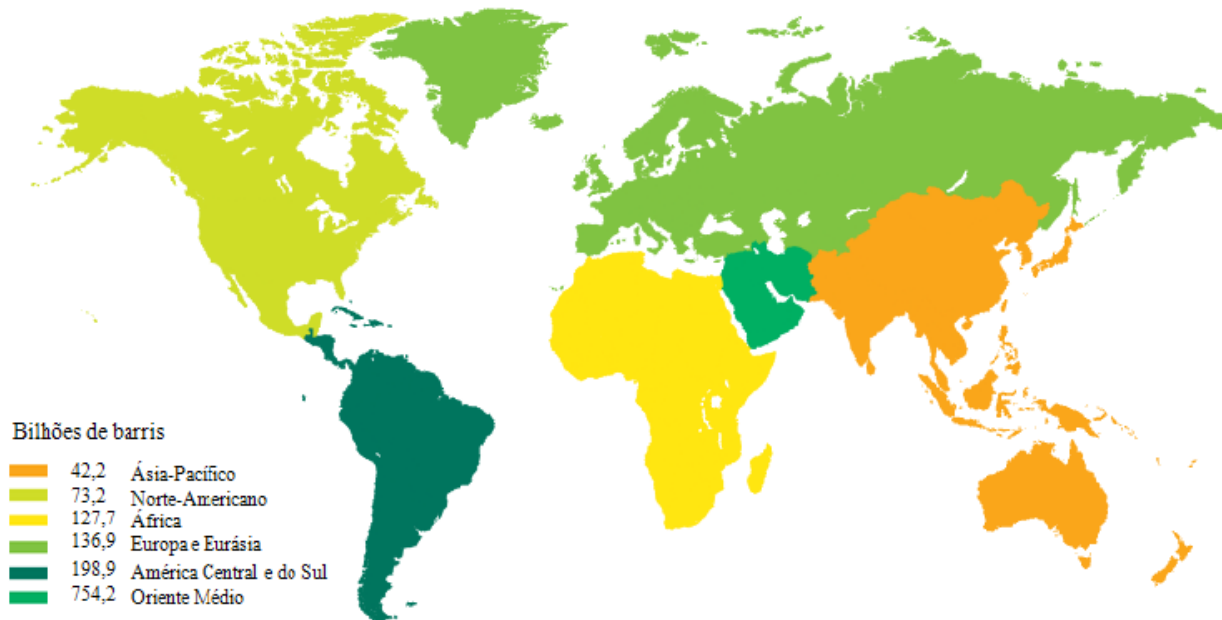 Bilhões de barris
42,2 Ásia-Pacífico
73,2 Norte-Americano
127,7 África
136,9 Europa e Eurásia
198,9 América Central e do Sul
754,2 Oriente Médio